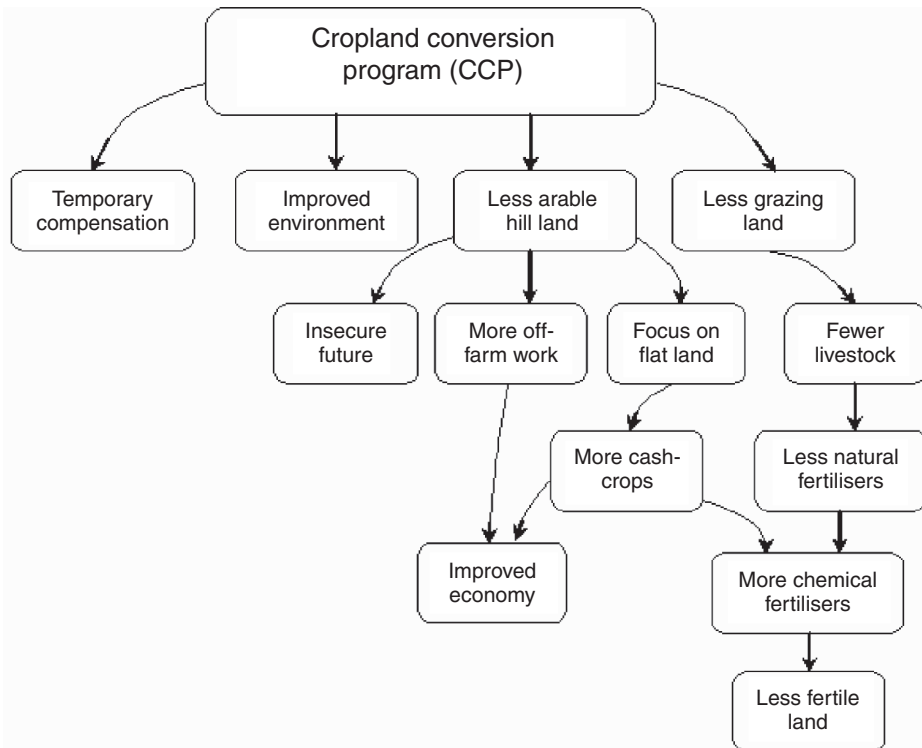 Cropland conversion
program (CCP)
Temporary
compensation
Improved
environment
Less arable
hill land
Less grazing
land
Insecure
future
More off-
farm work
Focus on
flat land
Fewer
livestock
More cash-
crops
Less natural
fertilisers
Improved
economy
More chemical
fertilisers
Less fertile
land